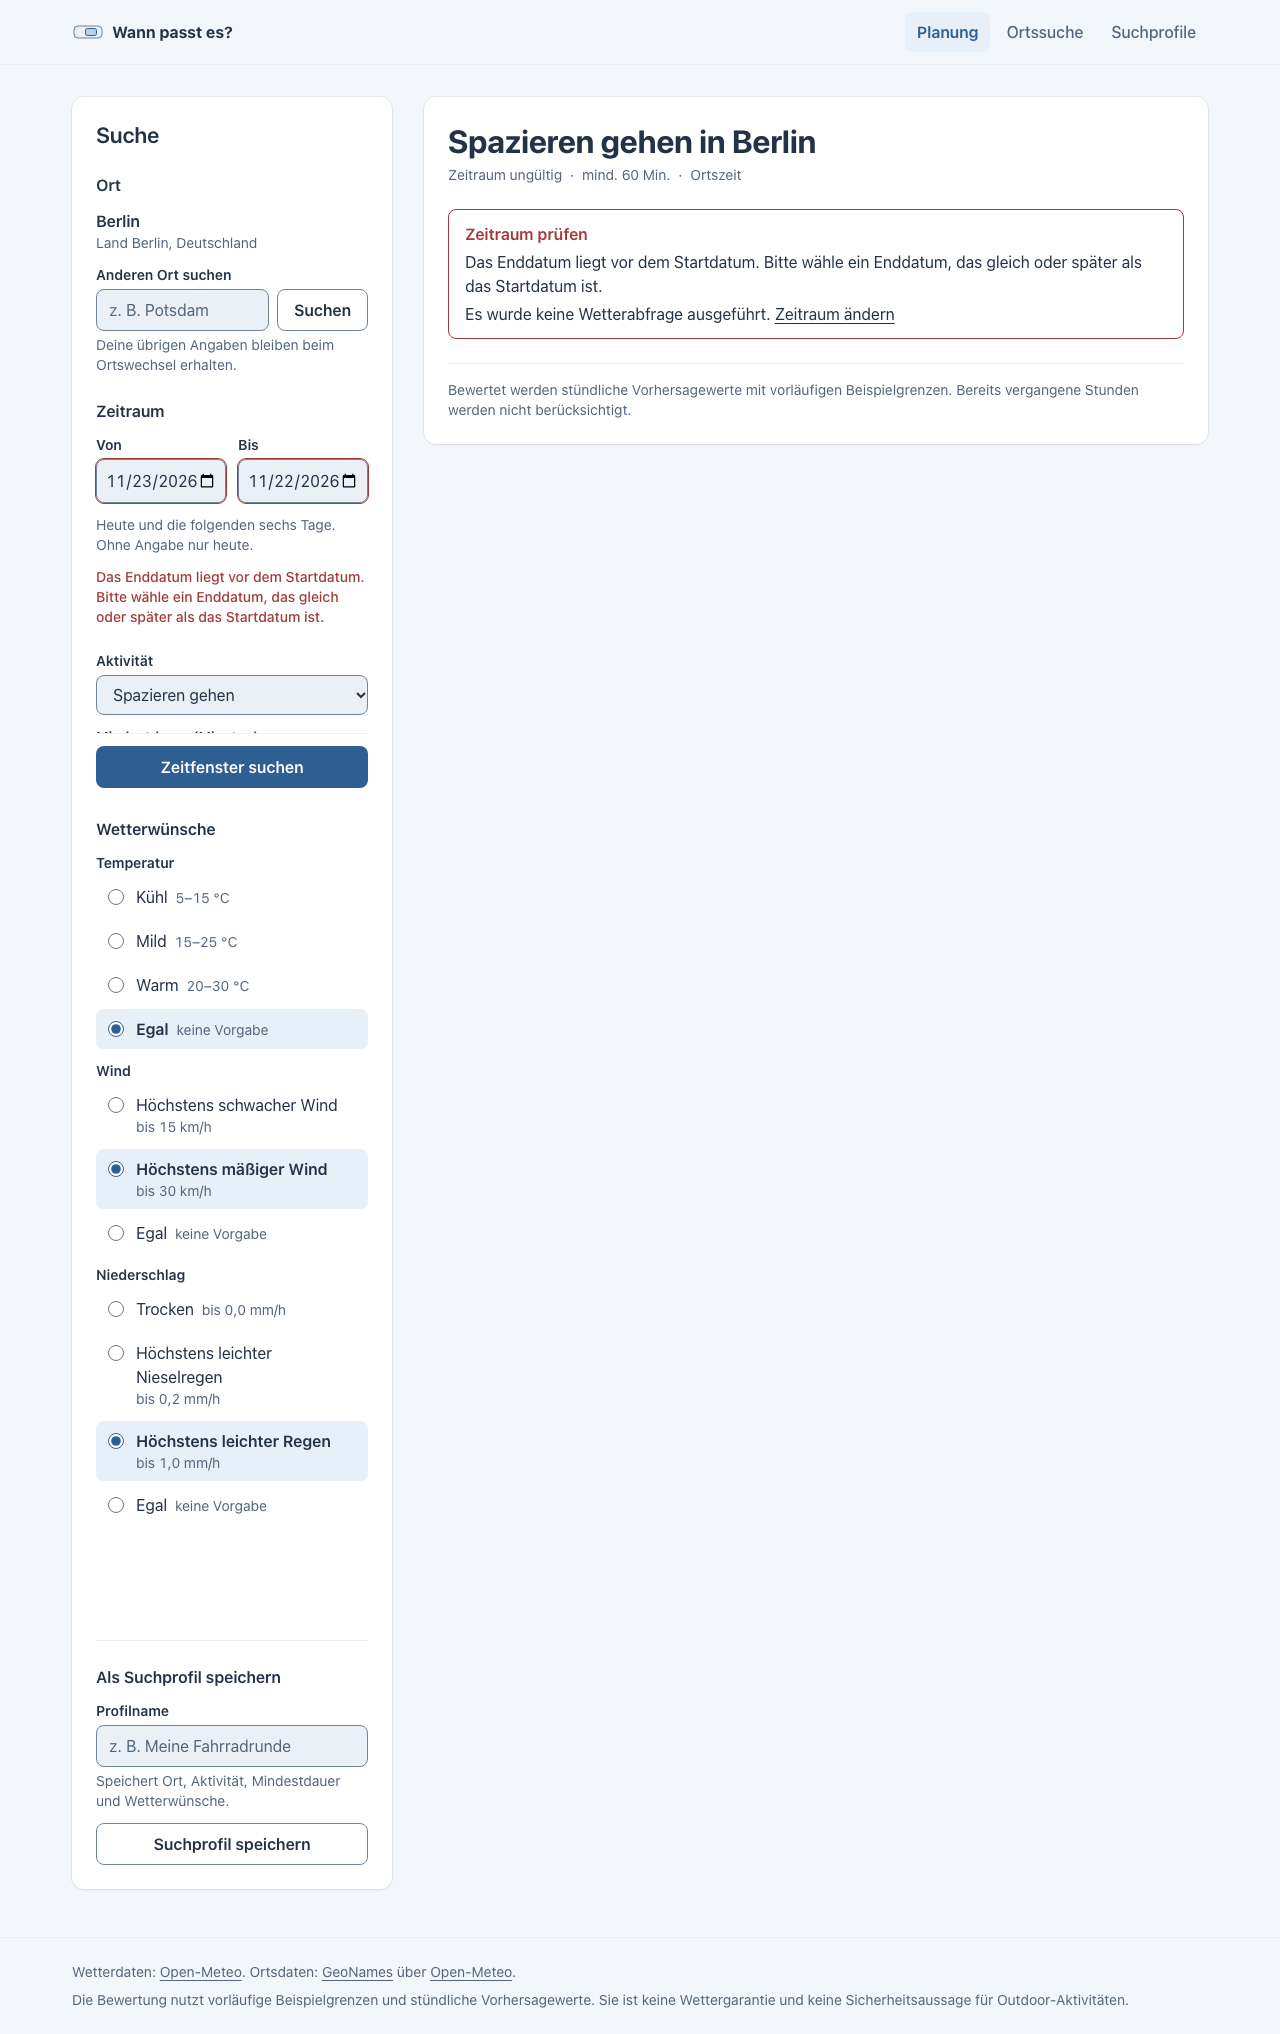 Wann passt es?
Planung
Ortssuche
Suchprofile
Suche
Ort
Berlin
Land Berlin, Deutschland
Anderen Ort suchen
z. B. Potsdam
Suchen
Deine übrigen Angaben bleiben beim
Ortswechsel erhalten.
Zeitraum
Von
Bis
11/23/2026
11/22/2026
Heute und die folgenden sechs Tage.
Ohne Angabe nur heute.
Das Enddatum liegt vor dem Startdatum.
Bitte wähle ein Enddatum, das gleich
oder später als das Startdatum ist.
Aktivität
Spazieren gehen
Zeitfenster suchen
Wetterwünsche
Temperatur
Kühl 5–15 °C
Mild 15–25 °C
Warm 20–30 °C
Egal keine Vorgabe
Wind
Höchstens schwacher Wind
bis 15 km/h
Höchstens mäßiger Wind
bis 30 km/h
Egal keine Vorgabe
Niederschlag
Trocken bis 0,0 mm/h
Höchstens leichter
Nieselregen
bis 0,2 mm/h
Höchstens leichter Regen
bis 1,0 mm/h
Egal keine Vorgabe
Als Suchprofil speichern
Profilname
z. B. Meine Fahrradrunde
Speichert Ort, Aktivität, Mindestdauer
und Wetterwünsche.
Suchprofil speichern
Spazieren gehen in Berlin
Zeitraum ungültig · mind. 60 Min. · Ortszeit
Zeitraum prüfen
Das Enddatum liegt vor dem Startdatum. Bitte wähle ein Enddatum, das gleich oder später als
das Startdatum ist.
Es wurde keine Wetterabfrage ausgeführt. Zeitraum ändern
Bewertet werden stündliche Vorhersagewerte mit vorläufigen Beispielgrenzen. Bereits vergangene Stunden
werden nicht berücksichtigt.
Wetterdaten: Open-Meteo. Ortsdaten: GeoNames über Open-Meteo.
Die Bewertung nutzt vorläufige Beispielgrenzen und stündliche Vorhersagewerte. Sie ist keine Wettergarantie und keine Sicherheitsaussage für Outdoor-Aktivitäten.